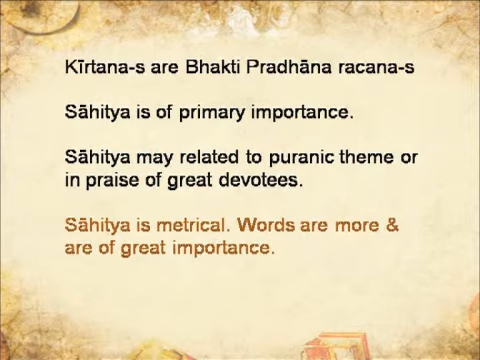 Kīrtana-s are Bhakti Pradhāna racana-s
Sāhitya is of primary importance.
Sāhitya may related to puranic theme or
in praise of great devotees.
Sāhitya is metrical. Words are more &
are of great importance.